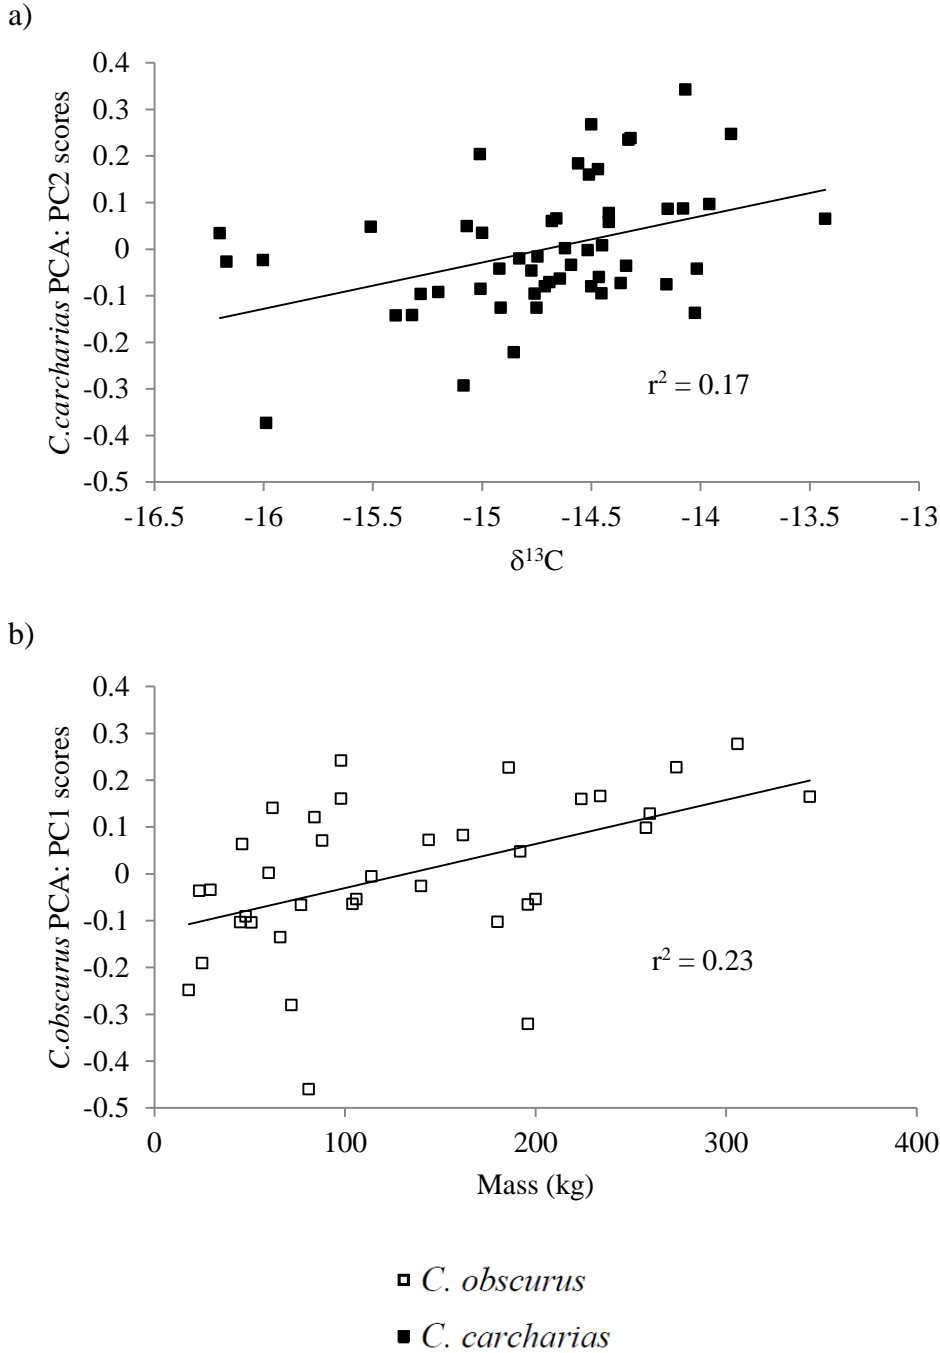 a)
C.carcharias PCA: PC2 scores
0.4
0.3
0.2
0.1
0
-0.1
-0.2
-0.3
-0.4
-0.5
r² = 0.17
-16.5 -16 -15.5 -15 -14.5 -14 -13.5 -13
δ¹³C
b)
C.obscurus PCA: PC1 scores
0.4
0.3
0.2
0.1
0
-0.1
-0.2
-0.3
-0.4
-0.5
r² = 0.23
0 100 200 300 400
Mass (kg)
C. obscurus
C. carcharias